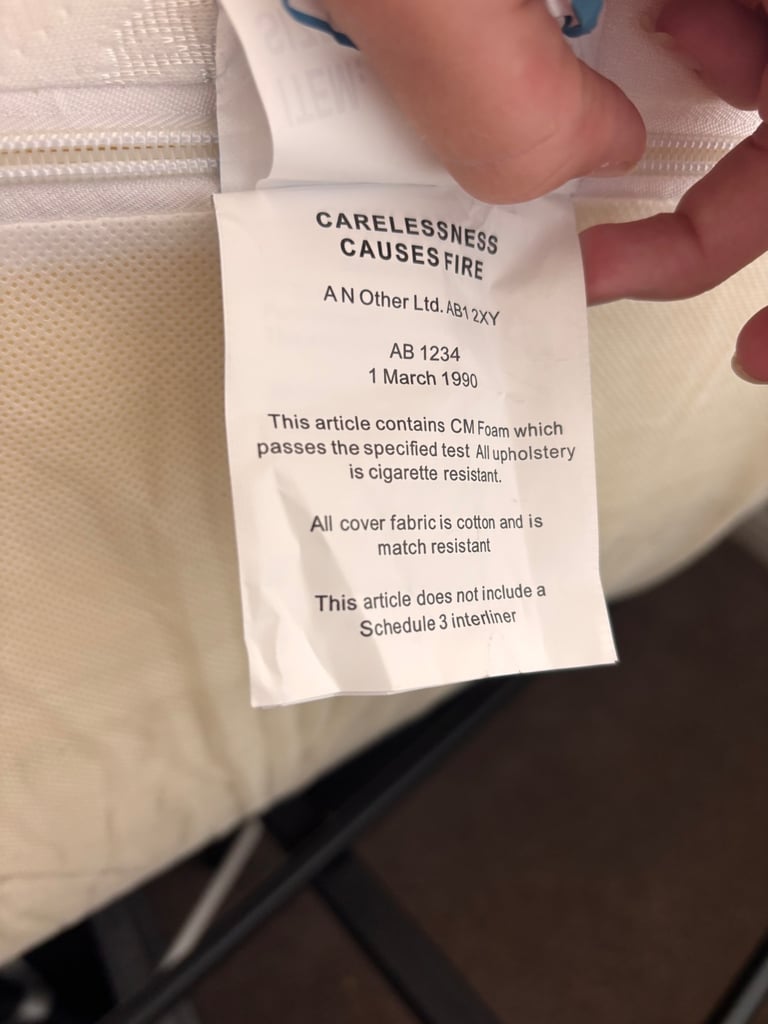 CARELESSNESS
CAUSES FIRE
A N Other Ltd. AB1 2XY
AB 1234
1 March 1990
This article contains CM Foam which
passes the specified test All upholstery
is cigarette resistant.
All cover fabric is cotton and is
match resistant
This article does not include a
Schedule 3 interliner